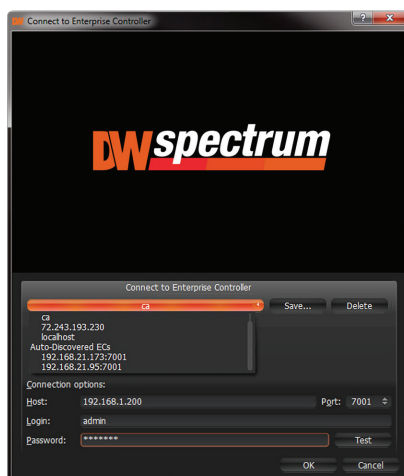 DW Connect to Enterprise Controller
DWspectrum
Connect to Enterprise Controller
ca Save... Delete
ca
72.243.193.230
localhost
Auto-Discovered ECs
192.168.21.173:7001
192.168.21.95:7001
Connection options:
Host: 192.168.1.200 Port: 7001
Login: admin
Password: ******* Test
OK Cancel